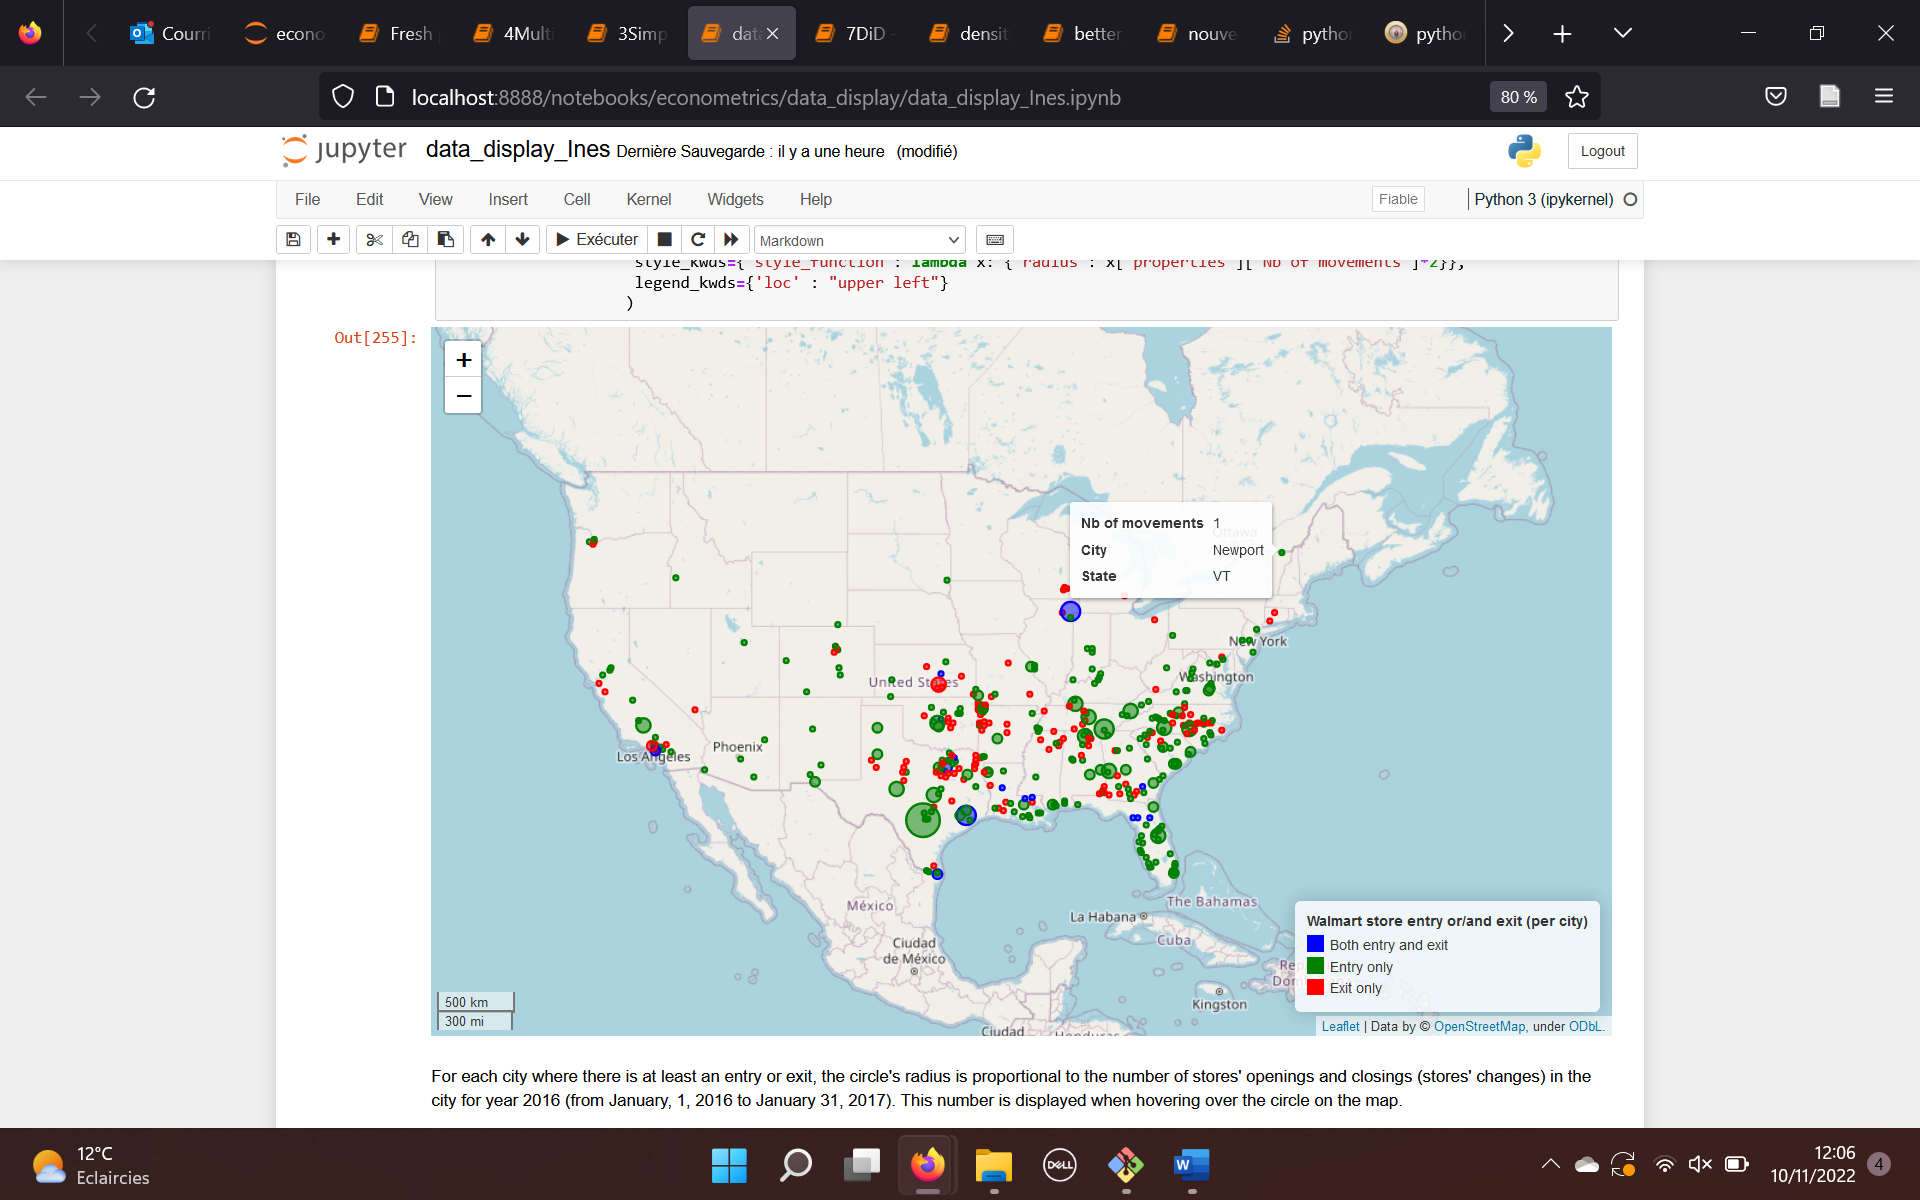 Courri
econo
Fresh
4Multi
3Simp
data
7DiD
densit
better
nouve
pytho
pytho
localhost:8888/notebooks/econometrics/data_display/data_display_Ines.ipynb
80 %
jupyter data_display_Ines Dernière Sauvegarde : il y a une heure (modifié)
Logout
File Edit View Insert Cell Kernel Widgets Help
Fiable
Python 3 (ipykernel)
Exécuter
Markdown
style_kwds={'style_function': lambda x: {'radius': x['properties']['Nb of movements']*2}},
legend_kwds={'loc' : "upper left"}
)
Out[255]:
+
−
Nb of movements 1
Ottawa
City Newport
State VT
New York
United States
Washington
Phoenix
Los Angeles
México
La Habana
The Bahamas
Cuba
Ciudad
de México
Kingston
Ciudad
Honduras
Walmart store entry or/and exit (per city)
Both entry and exit
Entry only
Exit only
500 km
300 mi
Leaflet | Data by © OpenStreetMap, under ODbL.
For each city where there is at least an entry or exit, the circle's radius is proportional to the number of stores' openings and closings (stores' changes) in the
city for year 2016 (from January, 1, 2016 to January 31, 2017). This number is displayed when hovering over the circle on the map.
12°C
Eclaircies
DELL
W
12:06
10/11/2022
4